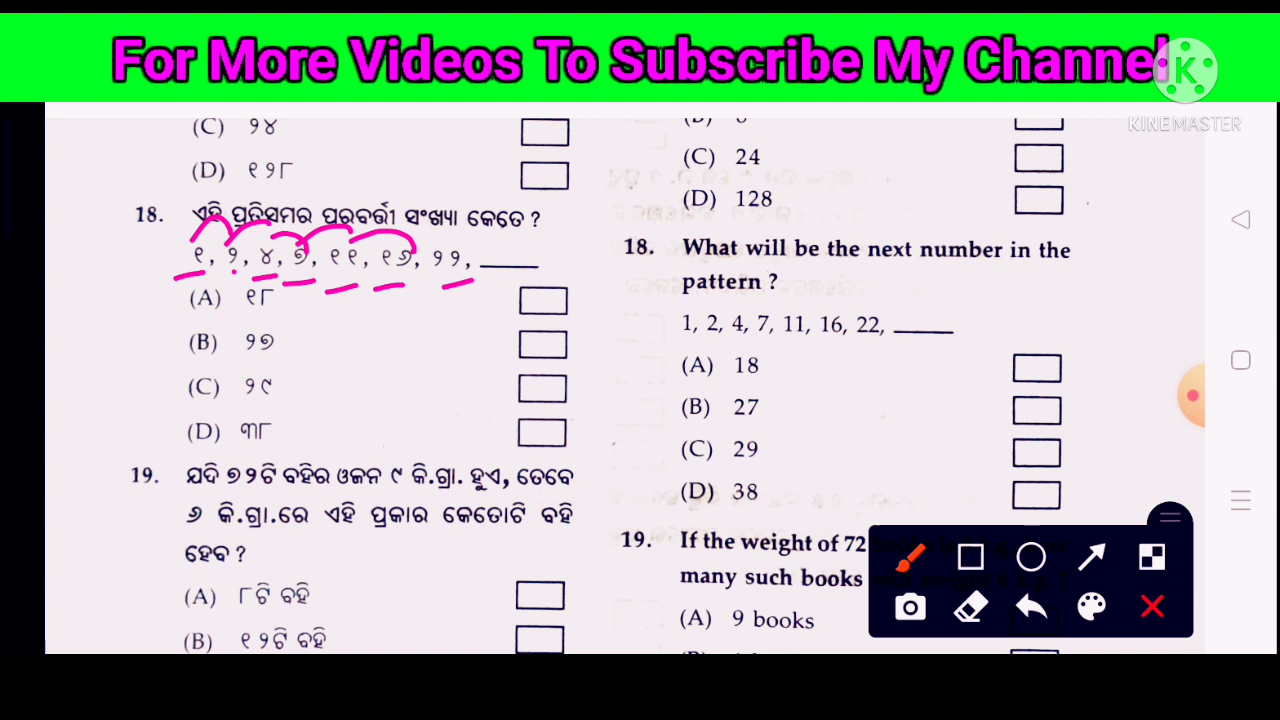 For More Videos To Subscribe My Channel
K
KINEMASTER
(C) ୨୪
(D) ୧୨୮
18. ଏହି ପ୍ରତିସମର ପରବର୍ତ୍ତୀ ସଂଖ୍ୟା କେତେ ?
୧, ୨, ୪, ୭, ୧୧, ୧୬, ୨୨, _____
(A) ୧୮
(B) ୨୭
(C) ୨୯
(D) ୩୮
19. ଯଦି ୭୨ଟି ବହିର ଓଜନ ୯ କି.ଗ୍ରା. ହୁଏ, ତେବେ
୬ କି.ଗ୍ରା.ରେ ଏହି ପ୍ରକାର କେତୋଟି ବହି
ହେବ ?
(A) ୮ଟି ବହି
(B) ୧୨ଟି ବହି
(C) 24
(D) 128
18. What will be the next number in the
pattern ?
1, 2, 4, 7, 11, 16, 22, _____
(A) 18
(B) 27
(C) 29
(D) 38
19. If the weight of 72
many such books
(A) 9 books